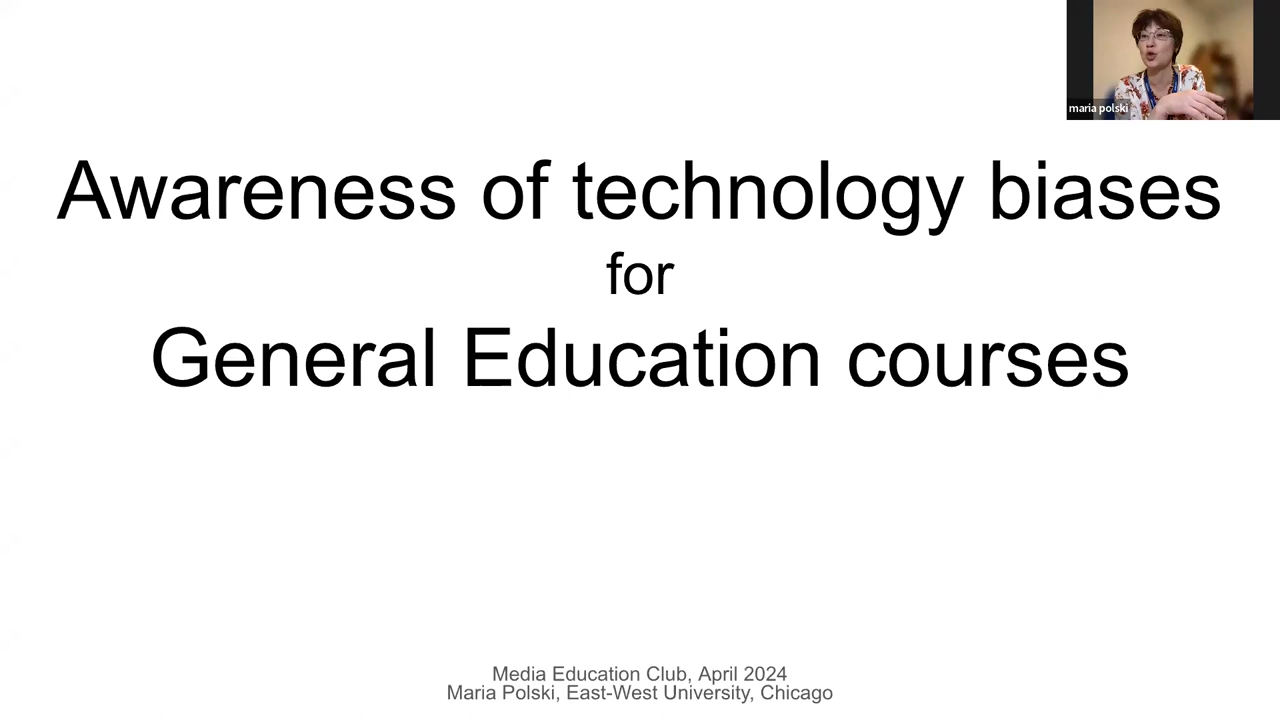 maria polski
Awareness of technology biases
for
General Education courses
Media Education Club, April 2024
Maria Polski, East-West University, Chicago